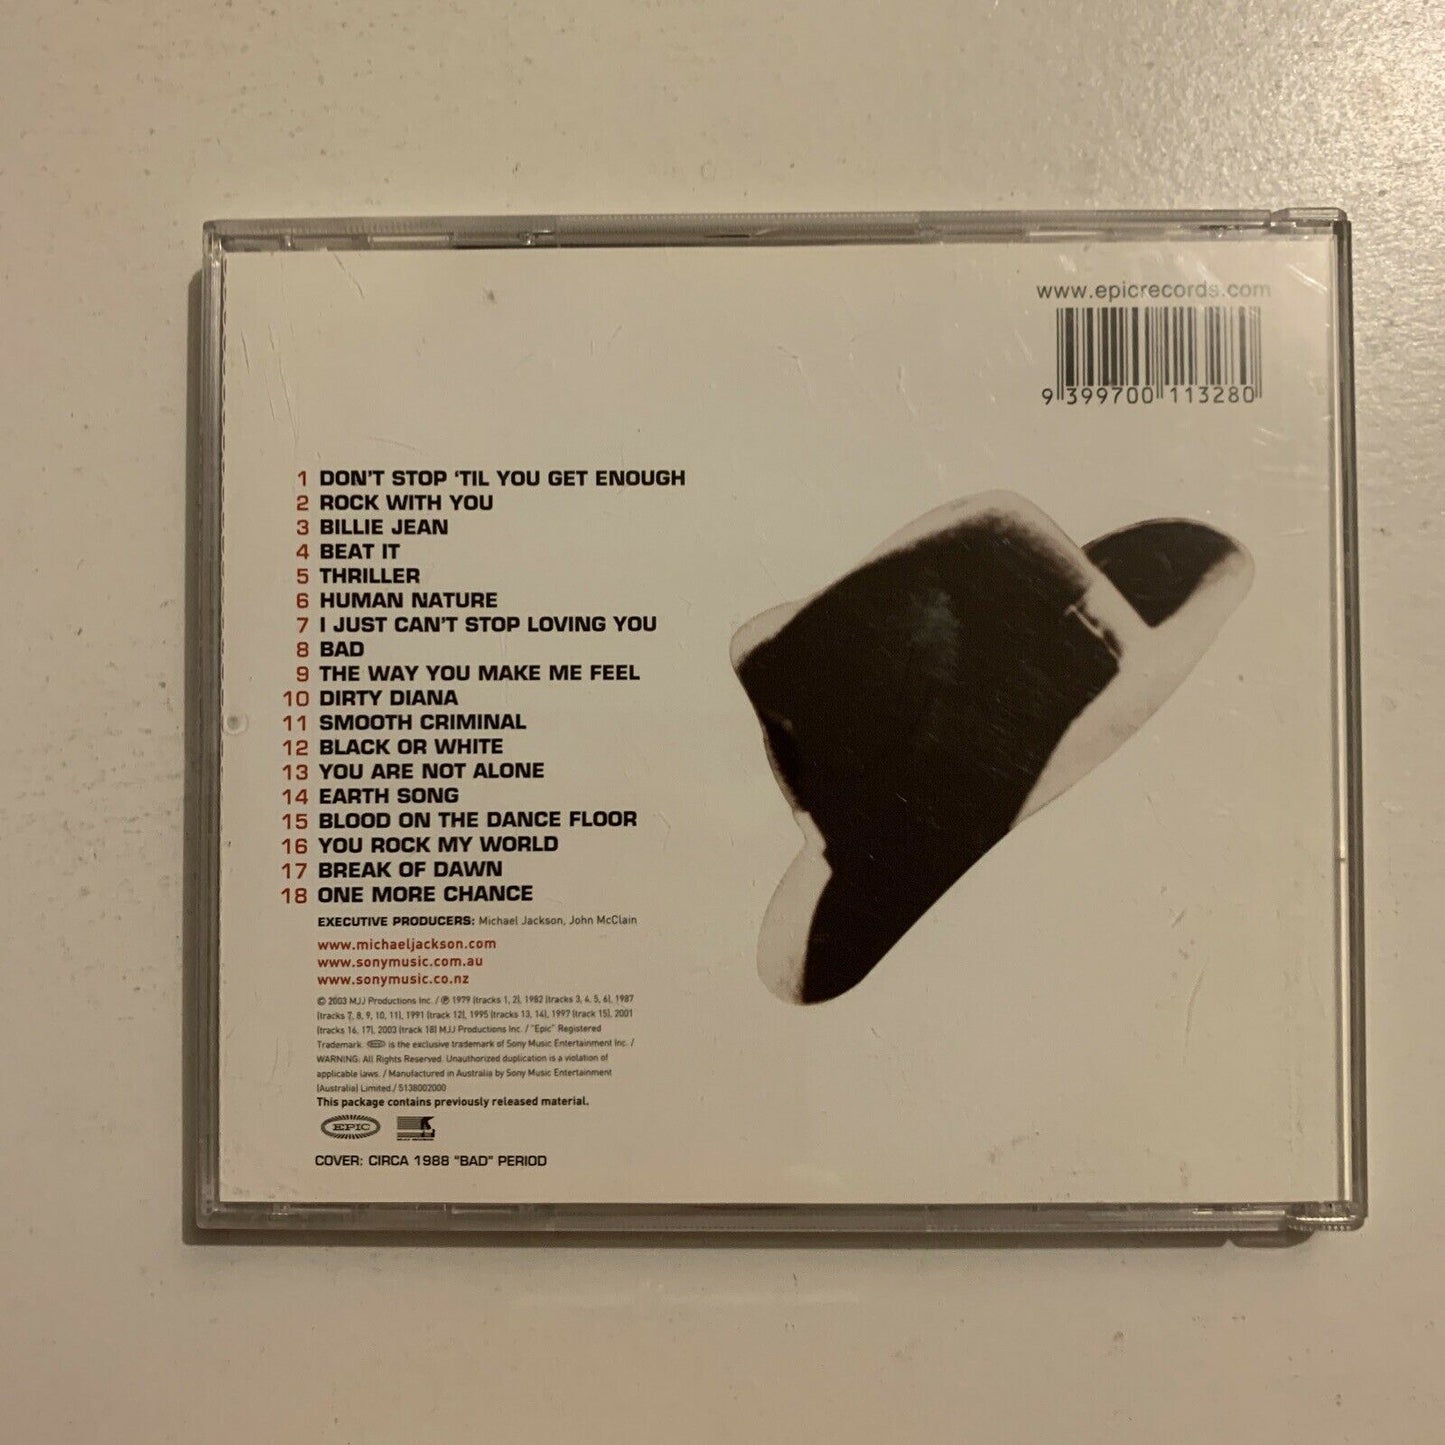 www.epicrecords.com
9 399700 113280
1 DON'T STOP 'TIL YOU GET ENOUGH
2 ROCK WITH YOU
3 BILLIE JEAN
4 BEAT IT
5 THRILLER
6 HUMAN NATURE
7 I JUST CAN'T STOP LOVING YOU
8 BAD
9 THE WAY YOU MAKE ME FEEL
10 DIRTY DIANA
11 SMOOTH CRIMINAL
12 BLACK OR WHITE
13 YOU ARE NOT ALONE
14 EARTH SONG
15 BLOOD ON THE DANCE FLOOR
16 YOU ROCK MY WORLD
17 BREAK OF DAWN
18 ONE MORE CHANCE
EXECUTIVE PRODUCERS: Michael Jackson, John McClain
www.michaeljackson.com
www.sonymusic.com.au
www.sonymusic.co.nz
© 2003 MJJ Productions Inc. / ℗ 1979 (tracks 1, 2), 1982 (tracks 3, 4, 5, 6), 1987
(tracks 7, 8, 9, 10, 11), 1991 (track 12), 1995 (tracks 13, 14), 1997 (track 15), 2001
(tracks 16, 17), 2003 (track 18) MJJ Productions Inc. / "Epic" Registered
Trademark. EPIC is the exclusive trademark of Sony Music Entertainment Inc. /
WARNING: All Rights Reserved. Unauthorized duplication is a violation of
applicable laws. / Manufactured in Australia by Sony Music Entertainment
(Australia) Limited./ 5138002000
This package contains previously released material.
EPIC
COVER: CIRCA 1988 "BAD" PERIOD